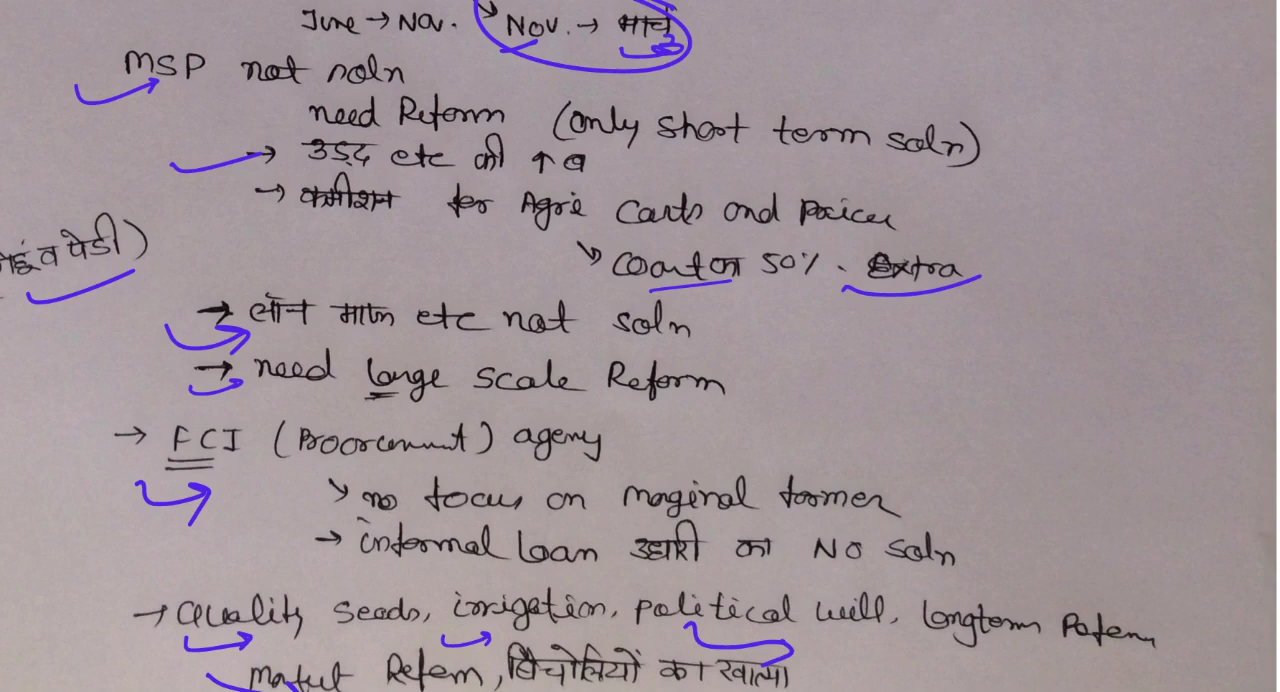 June → Nov. Nov. → मार्च
MSP not soln
need Reform (only short term soln)
→ उड़द etc की ↑
→ कमीशन for Agri Costs and Prices
cost का 50% Extra
व पेडी)
→ लोन माफ etc not soln
→ need large scale Reform
→ FCI (Procurement) agency
no focus on marginal farmer
→ informal loan उधारी का No soln
→ Quality seeds, irrigation, political will, longterm Reform
Market Reform, बिचोलियों का खात्मा